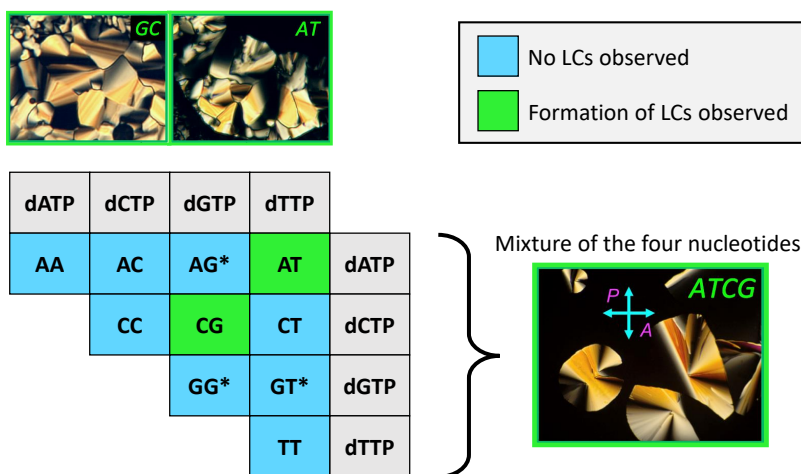 GC
AT
No LCs observed
Formation of LCs observed
dATP dCTP dGTP dTTP
AA AC AG* AT dATP
CC CG CT dCTP
GG* GT* dGTP
TT dTTP
Mixture of the four nucleotides
ATCG
P
A